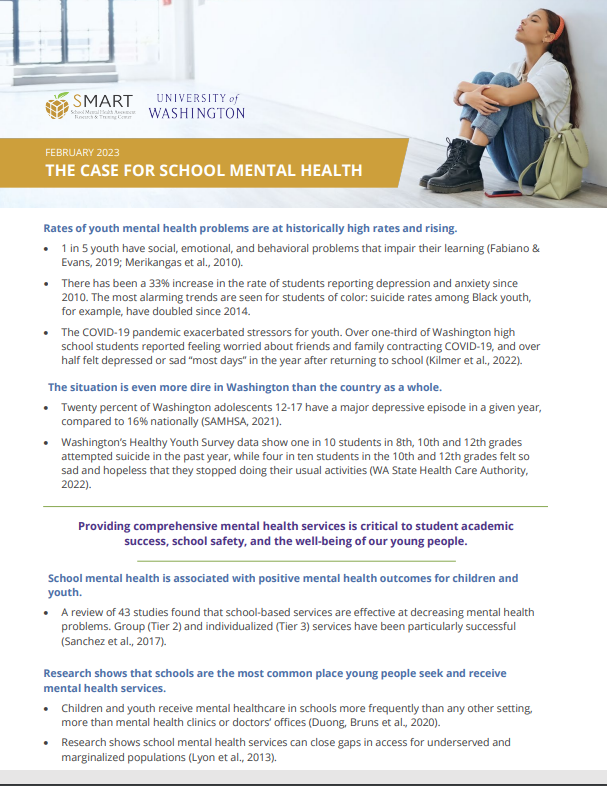 SMART
School Mental Health Assessment
Research & Training Center
UNIVERSITY of
WASHINGTON
FEBRUARY 2023
THE CASE FOR SCHOOL MENTAL HEALTH
Rates of youth mental health problems are at historically high rates and rising.
• 1 in 5 youth have social, emotional, and behavioral problems that impair their learning (Fabiano &
Evans, 2019; Merikangas et al., 2010).
• There has been a 33% increase in the rate of students reporting depression and anxiety since
2010. The most alarming trends are seen for students of color: suicide rates among Black youth,
for example, have doubled since 2014.
• The COVID-19 pandemic exacerbated stressors for youth. Over one-third of Washington high
school students reported feeling worried about friends and family contracting COVID-19, and over
half felt depressed or sad “most days” in the year after returning to school (Kilmer et al., 2022).
The situation is even more dire in Washington than the country as a whole.
• Twenty percent of Washington adolescents 12-17 have a major depressive episode in a given year,
compared to 16% nationally (SAMHSA, 2021).
• Washington’s Healthy Youth Survey data show one in 10 students in 8th, 10th and 12th grades
attempted suicide in the past year, while four in ten students in the 10th and 12th grades felt so
sad and hopeless that they stopped doing their usual activities (WA State Health Care Authority,
2022).
Providing comprehensive mental health services is critical to student academic
success, school safety, and the well-being of our young people.
School mental health is associated with positive mental health outcomes for children and
youth.
• A review of 43 studies found that school-based services are effective at decreasing mental health
problems. Group (Tier 2) and individualized (Tier 3) services have been particularly successful
(Sanchez et al., 2017).
Research shows that schools are the most common place young people seek and receive
mental health services.
• Children and youth receive mental healthcare in schools more frequently than any other setting,
more than mental health clinics or doctors’ offices (Duong, Bruns et al., 2020).
• Research shows school mental health services can close gaps in access for underserved and
marginalized populations (Lyon et al., 2013).